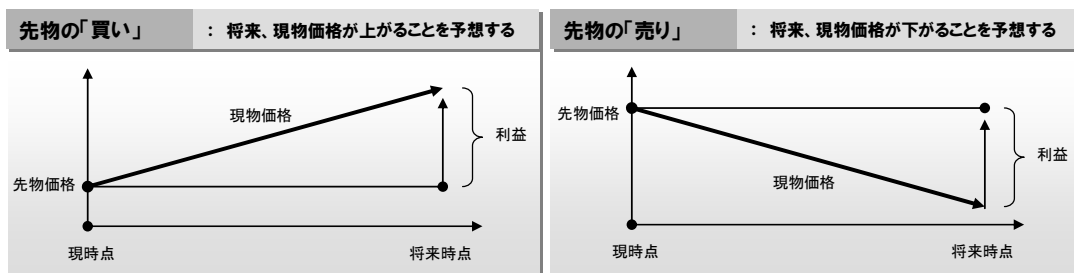 先物の「買い」 ： 将来、現物価格が上がることを予想する
現物価格
利益
先物価格
現時点
将来時点
先物の「売り」 ： 将来、現物価格が下がることを予想する
先物価格
利益
現物価格
現時点
将来時点